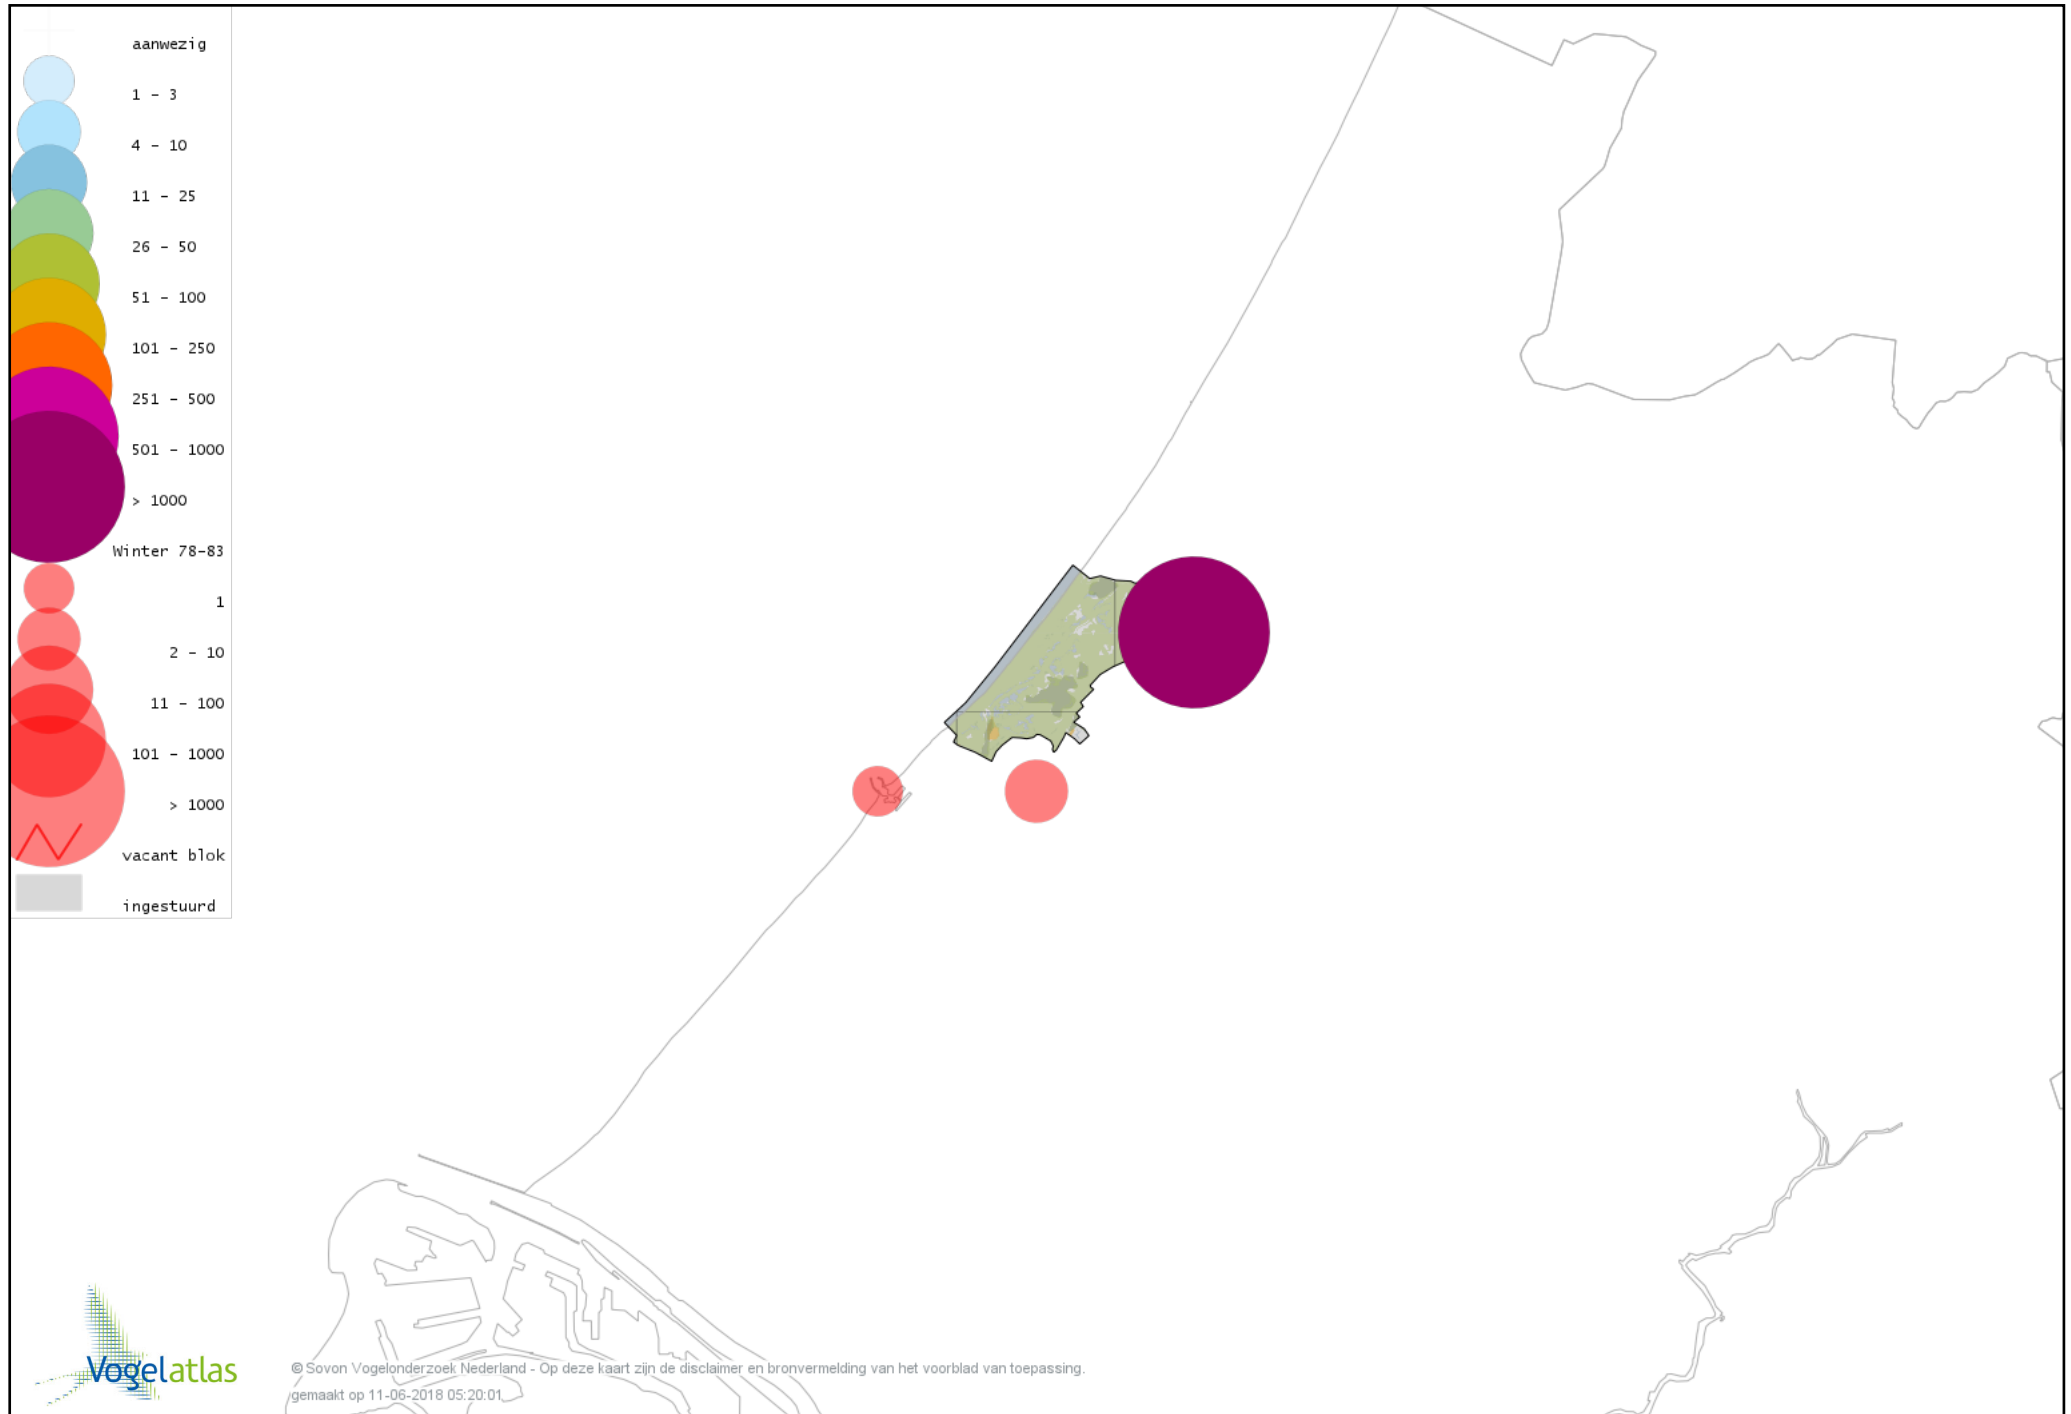 aanwezig
1 - 3
4 - 10
11 - 25
26 - 50
51 - 100
101 - 250
251 - 500
501 - 1000
> 1000
Winter 78-83
1
2 - 10
11 - 100
101 - 1000
> 1000
vacant blok
ingestuurd
Vogelatlas
© Sovon Vogelonderzoek Nederland - Op deze kaart zijn de disclaimer en bronvermelding van het voorblad van toepassing.
gemaakt op 11-06-2018 05:20:01